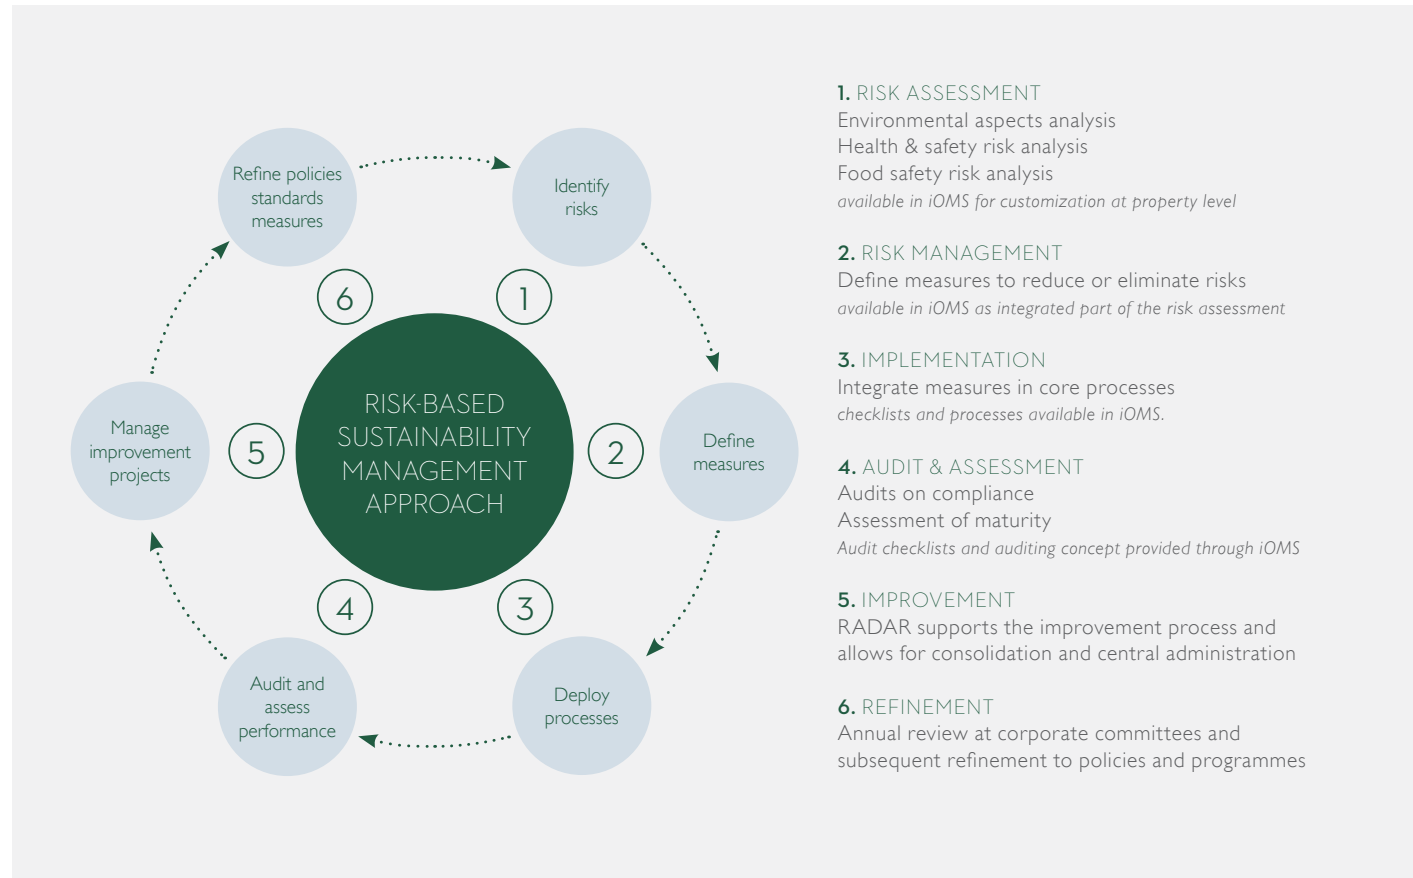 Refine policies
standards
measures
Identify
risks
6
1
RISK-BASED
SUSTAINABILITY
MANAGEMENT
APPROACH
Manage
improvement
projects
5
2
Define
measures
4
3
Audit and
assess
performance
Deploy
processes
1. RISK ASSESSMENT
Environmental aspects analysis
Health & safety risk analysis
Food safety risk analysis
available in iOMS for customization at property level
2. RISK MANAGEMENT
Define measures to reduce or eliminate risks
available in iOMS as integrated part of the risk assessment
3. IMPLEMENTATION
Integrate measures in core processes
checklists and processes available in iOMS.
4. AUDIT & ASSESSMENT
Audits on compliance
Assessment of maturity
Audit checklists and auditing concept provided through iOMS
5. IMPROVEMENT
RADAR supports the improvement process and
allows for consolidation and central administration
6. REFINEMENT
Annual review at corporate committees and
subsequent refinement to policies and programmes